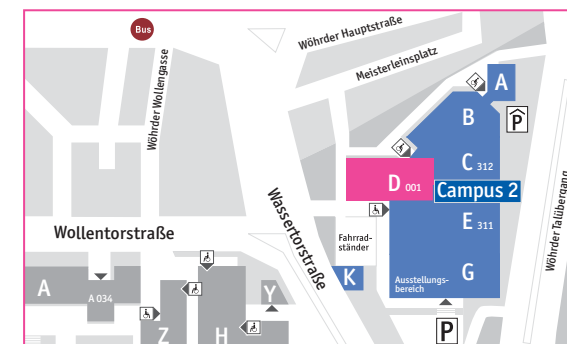 Bus
Wöhrder Wollengasse
Wöhrder Hauptstraße
Meisterleinsplatz
A
B
P
C 312
D 001
Campus 2
E 311
Wöhrder Talübergang
Wassertorstraße
Wollentorstraße
Fahrrad-
ständer
K
Ausstellungs-
bereich
G
A
A 034
Y
Z
H
P